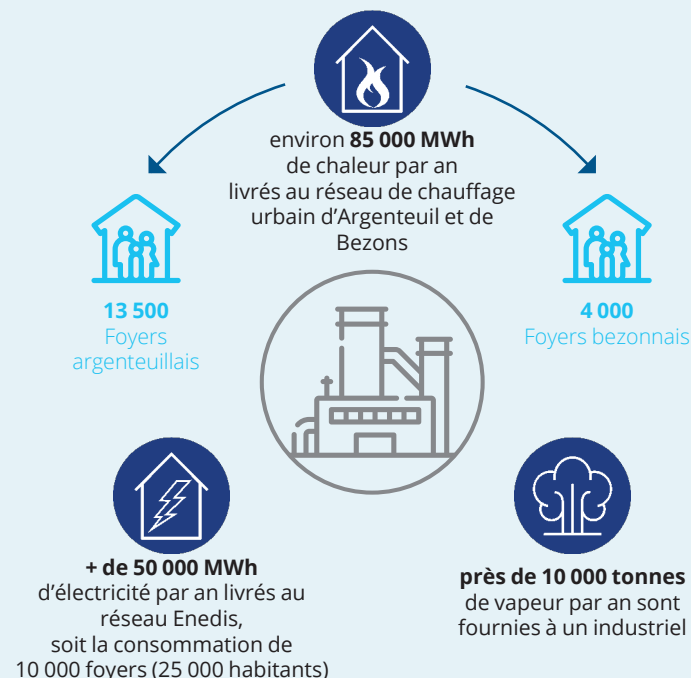 environ 85 000 MWh
de chaleur par an
livrés au réseau de chauffage
urbain d’Argenteuil et de
Bezons
13 500
Foyers
argenteuillais
4 000
Foyers bezonnais
+ de 50 000 MWh
d’électricité par an livrés au
réseau Enedis,
soit la consommation de
10 000 foyers (25 000 habitants)
près de 10 000 tonnes
de vapeur par an sont
fournies à un industriel